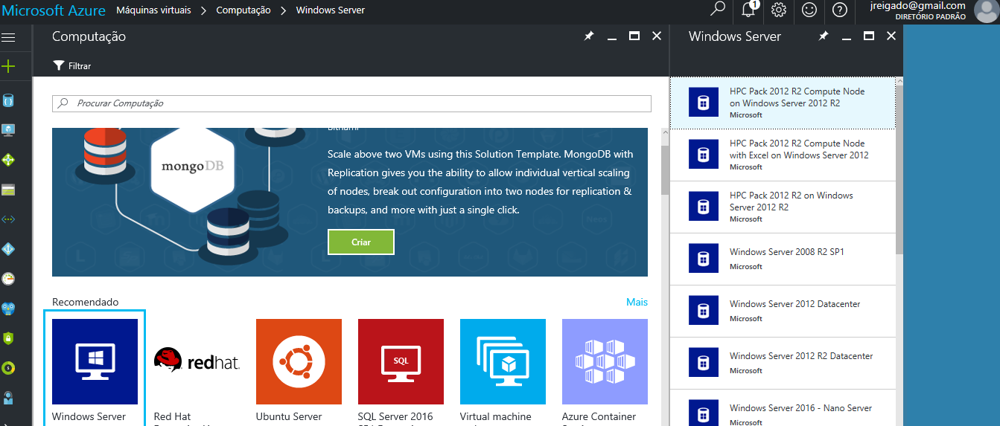 Microsoft Azure Máquinas virtuais > Computação > Windows Server
1
jreigado@gmail.com
DIRETÓRIO PADRÃO
Computação
Filtrar
Procurar Computação
mongoDB
Scale above two VMs using this Solution Template. MongoDB with
Replication gives you the ability to allow individual vertical scaling
of nodes, break out configuration into two nodes for replication &
backups, and more with just a single click.
Criar
Recomendado
Mais
redhat.
SQL
Windows Server
Red Hat
Ubuntu Server
SQL Server 2016
Virtual machine
Azure Container
Windows Server
HPC Pack 2012 R2 Compute Node
on Windows Server 2012 R2
Microsoft
HPC Pack 2012 R2 Compute Node
with Excel on Windows Server 2012
Microsoft
HPC Pack 2012 R2 on Windows
Server 2012 R2
Microsoft
Windows Server 2008 R2 SP1
Microsoft
Windows Server 2012 Datacenter
Microsoft
Windows Server 2012 R2 Datacenter
Microsoft
Windows Server 2016 - Nano Server
Microsoft